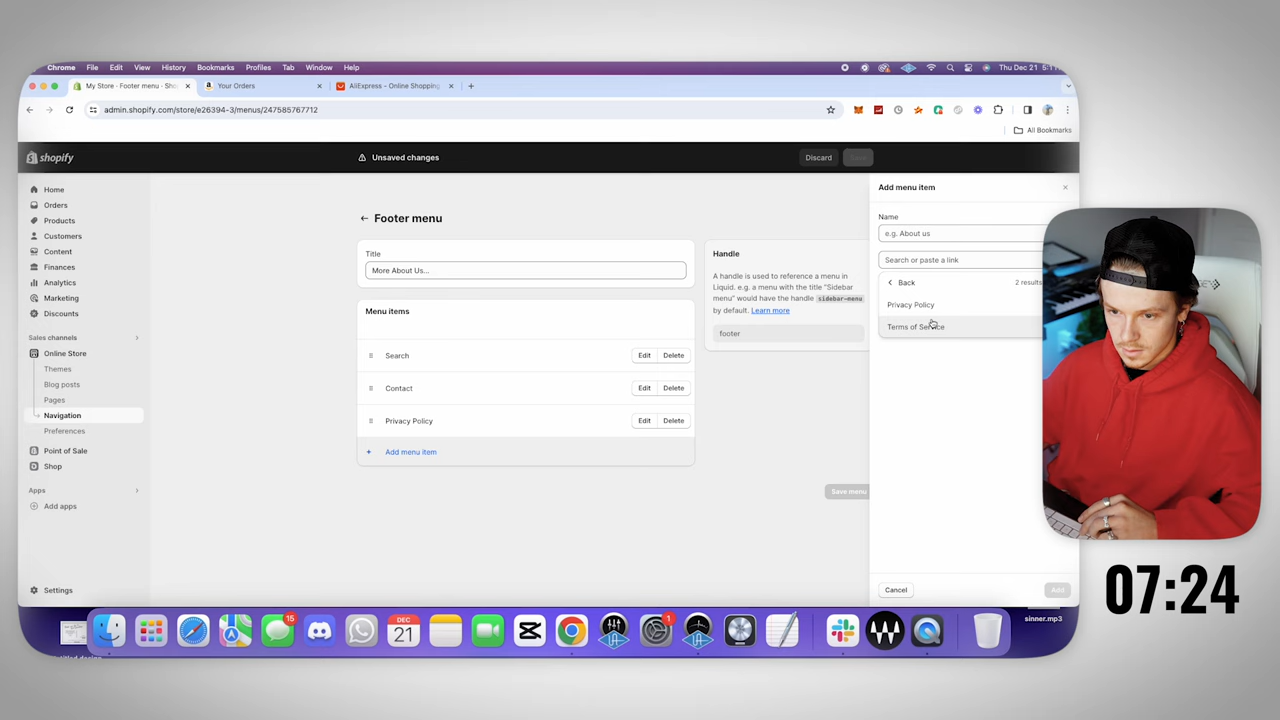 Chrome File Edit View History Bookmarks Profiles Tab Window Help
Thu Dec 21
My Store · Footer menu · Sho
Your Orders
AliExpress - Online Shopping
admin.shopify.com/store/e26394-3/menus/247585767712
All Bookmarks
shopify
Unsaved changes
Discard
Save
Home
Orders
Products
Customers
Content
Finances
Analytics
Marketing
Discounts
Sales channels
Online Store
Themes
Blog posts
Pages
Navigation
Preferences
Point of Sale
Shop
Apps
Add apps
Settings
Footer menu
Title
More About Us...
Menu items
Search
Edit
Delete
Contact
Edit
Delete
Privacy Policy
Edit
Delete
+ Add menu item
Handle
A handle is used to reference a menu in
Liquid. e.g. a menu with the title "Sidebar
menu" would have the handle sidebar-menu
by default. Learn more
footer
Save menu
Add menu item
Name
e.g. About us
Search or paste a link
Back
2 results
Privacy Policy
Terms of Service
Cancel
Add
15
DEC
21
1
sinner.mp3
07:24